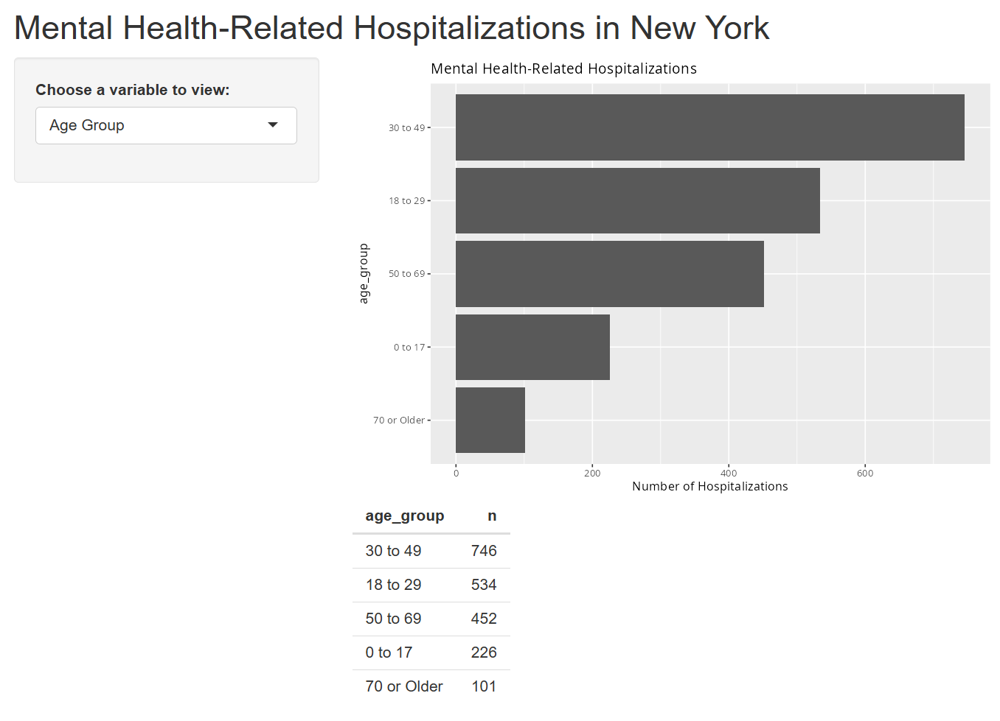 Mental Health-Related Hospitalizations in New York
Choose a variable to view:
Age Group
Mental Health-Related Hospitalizations
30 to 49
18 to 29
50 to 69
0 to 17
70 or Older
age_group
0 200 400 600
Number of Hospitalizations
age_group n
30 to 49 746
18 to 29 534
50 to 69 452
0 to 17 226
70 or Older 101